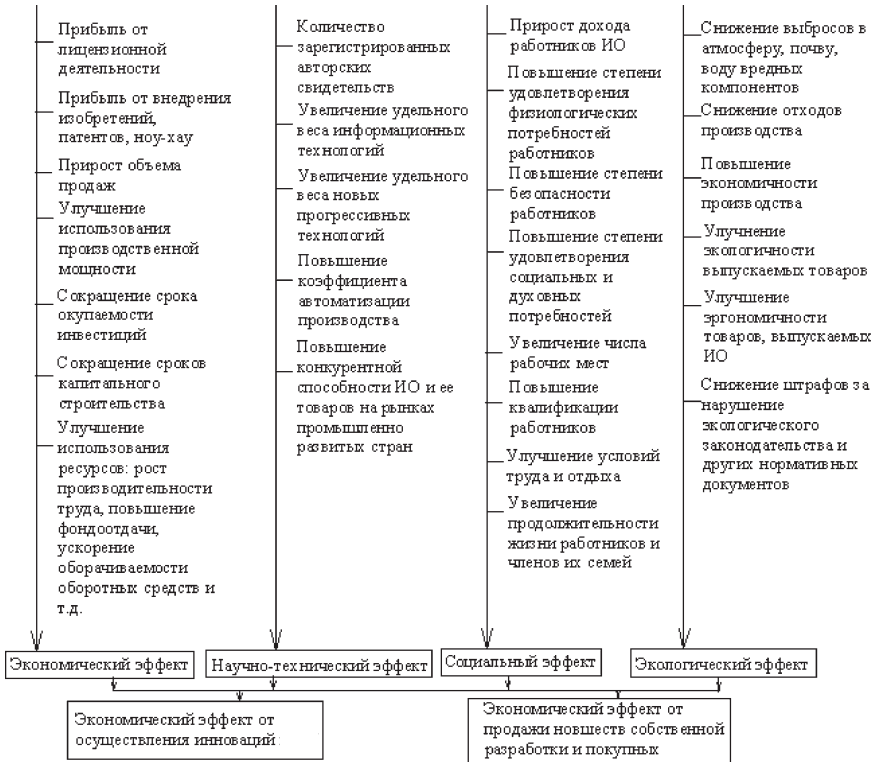 Прибыль от
лицензионной
деятельности
Прибыль от внедрения
изобретений,
патентов, ноу-хау
Прирост объема
продаж
Улучшение
использования
производственной
мощности
Сокращение срока
окупаемости
инвестиций
Сокращение сроков
капитального
строительства
Улучшение
использования
ресурсов: рост
производительности
труда, повышение
фондоотдачи,
ускорение
оборачиваемости
оборотных средств и
т.д.
Экономический эффект
Количество
зарегистрированных
авторских
свидетельств
Увеличение удельного
веса информационных
технологий
Увеличение удельного
веса новых
прогрессивных
технологий
Повышение
коэффициента
автоматизации
производства
Повышение
конкурентной
способности ИО и ее
товаров на рынках
промышленно
развитых стран
Научно-технический эффект
Прирост дохода
работников ИО
Повышение степени
удовлетворения
физиологических
потребностей
работников
Повышение степени
безопасности
работников
Повышение степени
удовлетворения
социальных и
духовных
потребностей
Увеличение числа
рабочих мест
Повышение
квалификации
работников
Улучшение условий
труда и отдыха
Увеличение
продолжительности
жизни работников и
членов их семей
Социальный эффект
Снижение выбросов в
атмосферу, почву,
воду вредных
компонентов
Снижение отходов
производства
Повышение
экономичности
производства
Улучнение
экологичности
выпускаемых товаров
Улучшение
эргономичности
товаров, выпускаемых
ИО
Снижение штрафов за
нарушение
экологического
законодательства и
других нормативных
документов
Экологический эффект
Экономический эффект от
осуществления инноваций
Экономический эффект от
продажи новшеств собственной
разработки и покупных